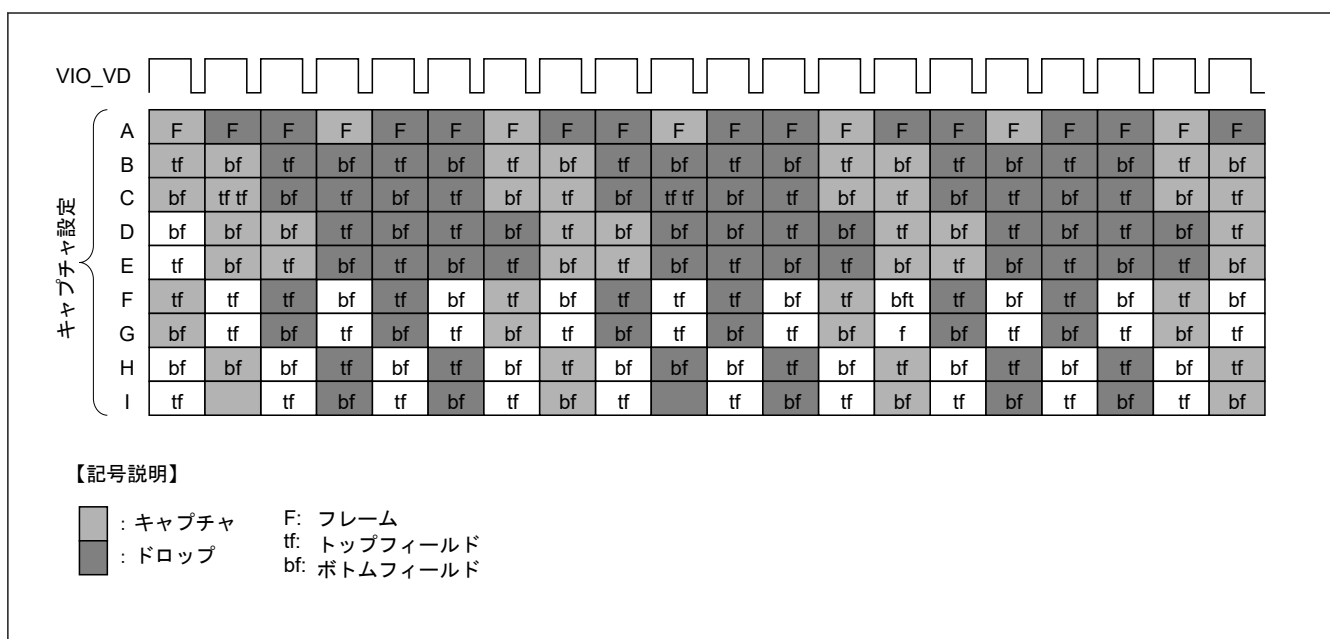 VIO_VD
キャプチャ設定
A F F F F F F F F F F F F F F F F F F F F
B tf bf tf bf tf bf tf bf tf bf tf bf tf bf tf bf tf bf tf bf
C bf tf tf bf tf bf tf bf tf bf tf tf bf tf bf tf bf tf bf tf bf tf
D bf bf bf tf bf tf bf tf bf bf bf tf bf tf bf tf bf tf bf tf
E tf bf tf bf tf bf tf bf tf bf tf bf tf bf tf bf tf bf tf bf
F tf tf tf bf tf bf tf bf tf tf tf bf tf bft tf bf tf bf tf bf
G bf tf bf tf bf tf bf tf bf tf bf tf bf f bf tf bf tf bf tf
H bf bf bf tf bf tf bf tf bf bf bf tf bf tf bf tf bf tf bf tf
I tf tf bf tf bf tf bf tf tf bf tf bf tf bf tf bf tf bf
【記号説明】
: キャプチャ
: ドロップ
F: フレーム
tf: トップフィールド
bf: ボトムフィールド